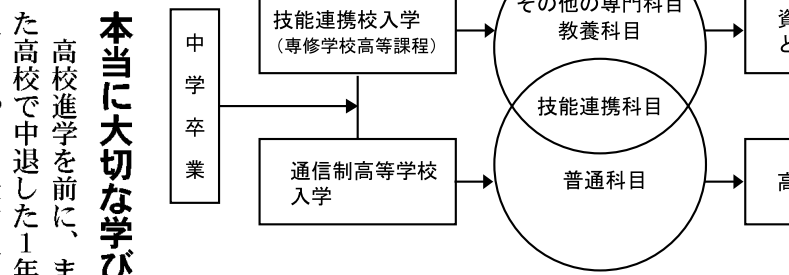 本当に大切な学び
高校進学を前に、ま
た高校で中退した1年
中学卒業
技能連携校入学
（専修学校高等課程）
通信制高等学校
入学
その他の専門科目
教養科目
技能連携科目
普通科目
資
と
高